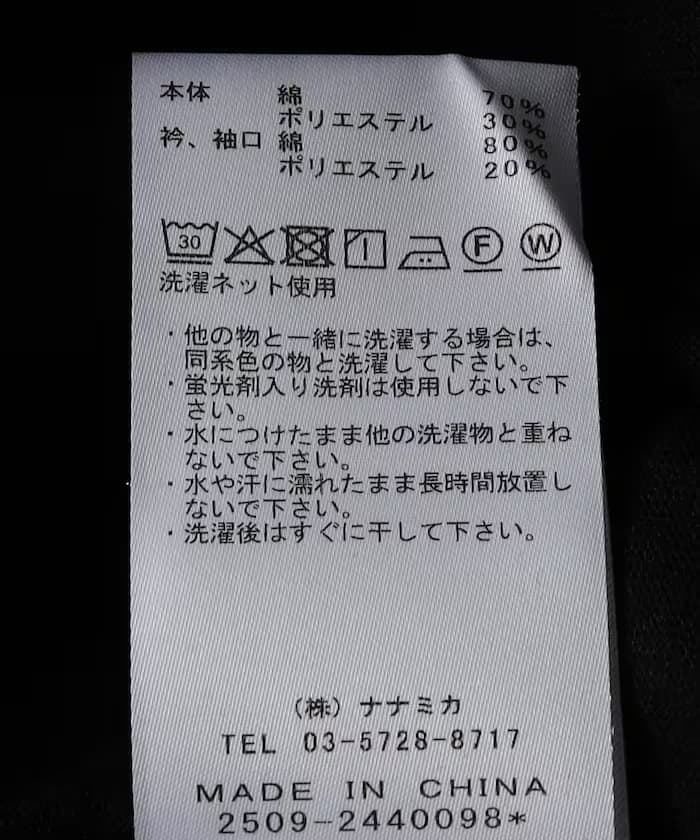 本体 綿 70%
ポリエステル 30%
衿、袖口 綿 80%
ポリエステル 20%
30 F W
洗濯ネット使用
・他の物と一緒に洗濯する場合は、
同系色の物と洗濯して下さい。
・蛍光剤入り洗剤は使用しないで下
さい。
・水につけたまま他の洗濯物と重ね
ないで下さい。
・水や汗に濡れたまま長時間放置し
ないで下さい。
・洗濯後はすぐに干して下さい。
（株）ナナミカ
TEL 03-5728-8717
MADE IN CHINA
2509-2440098*